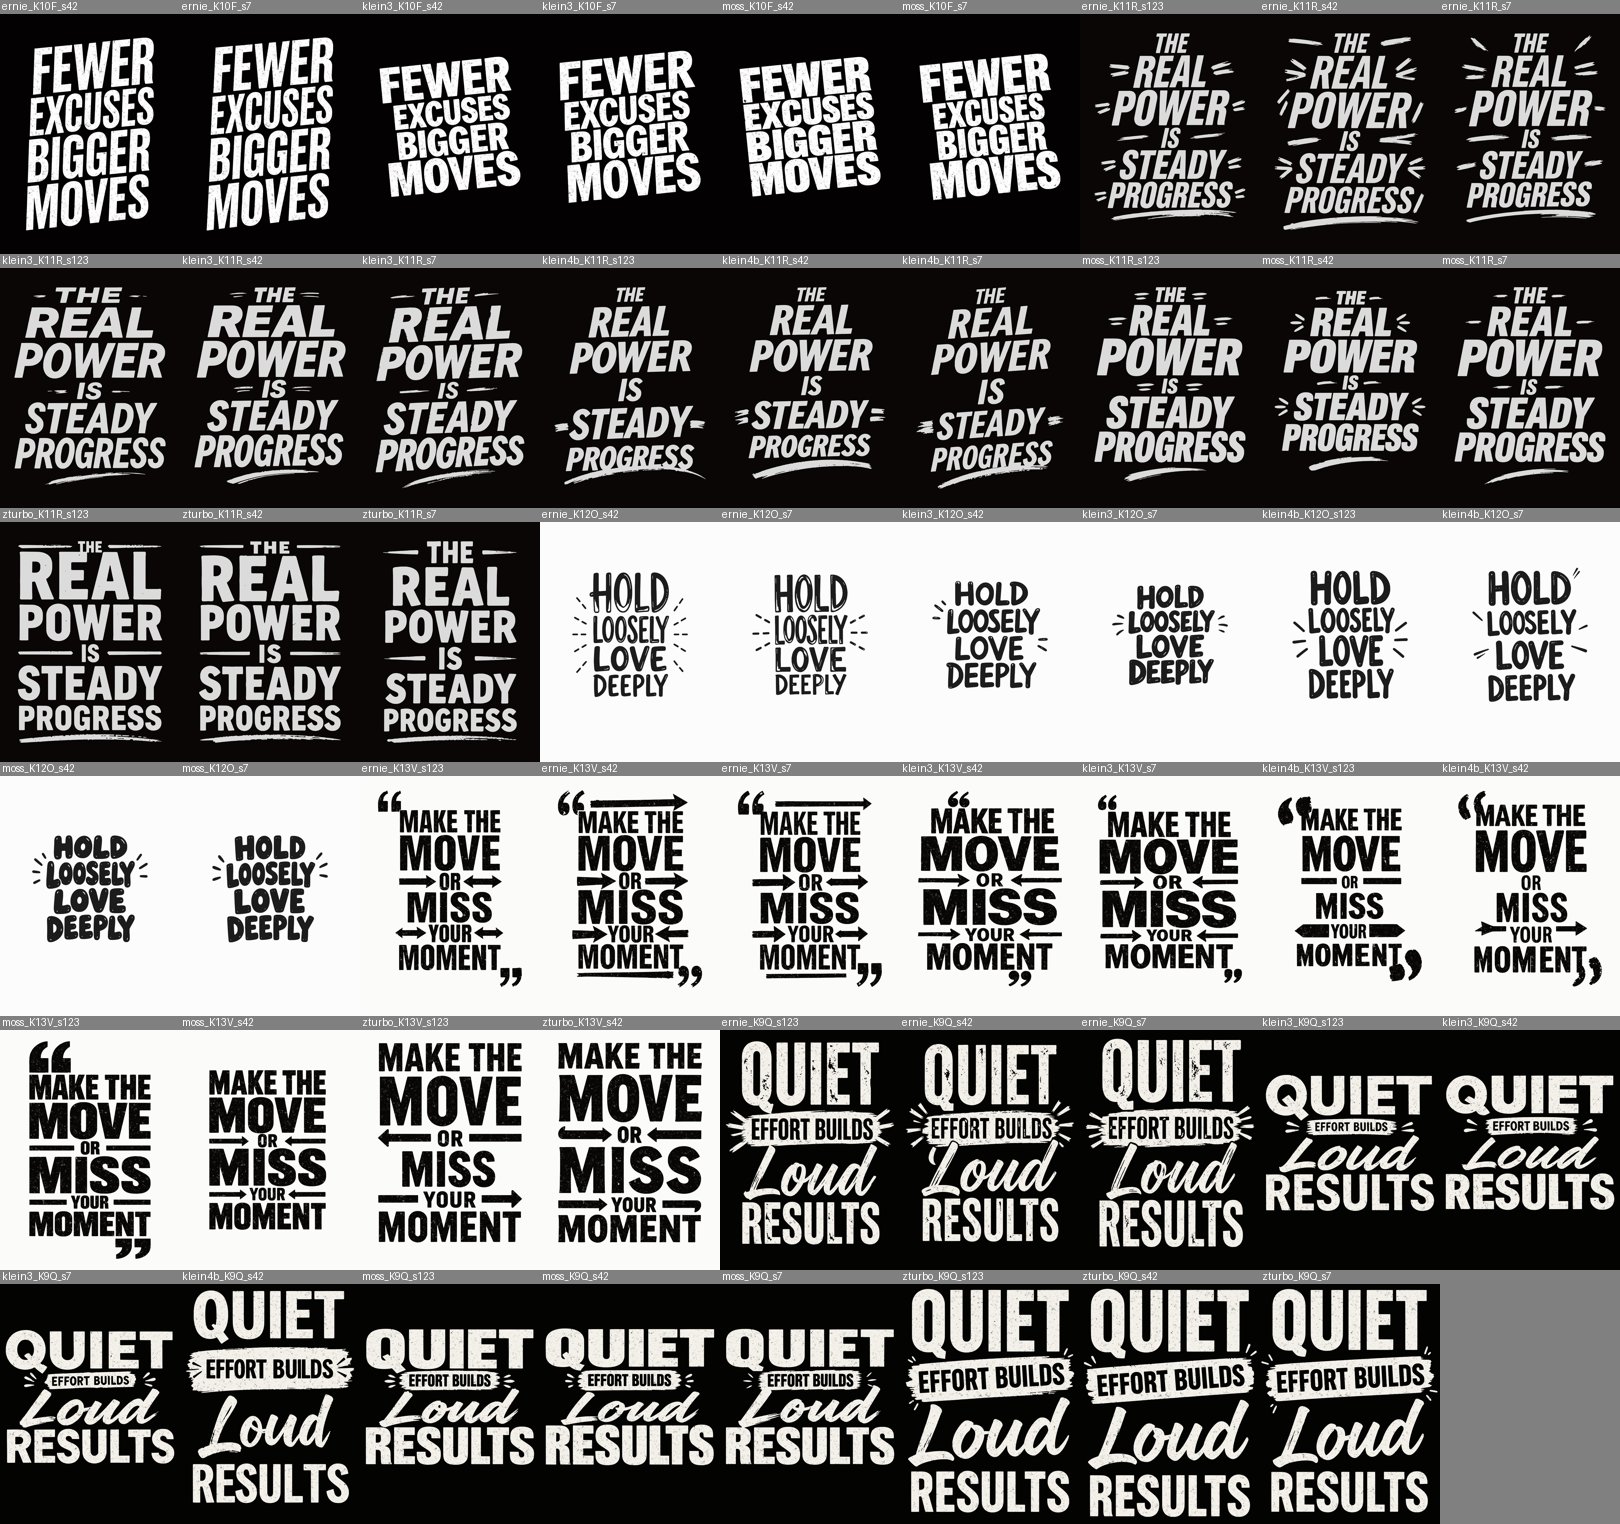 ernie_K10F_s42 ernie_K10F_s7 klein3_K10F_s42 klein3_K10F_s7 moss_K10F_s42 moss_K10F_s7 ernie_K11R_s123 ernie_K11R_s42 ernie_K11R_s7
FEWER
EXCUSES
BIGGER
MOVES
FEWER
EXCUSES
BIGGER
MOVES
FEWER
EXCUSES
BIGGER
MOVES
FEWER
EXCUSES
BIGGER
MOVES
FEWER
EXCUSES
BIGGER
MOVES
FEWER
EXCUSES
BIGGER
MOVES
THE
REAL
POWER
IS
STEADY
PROGRESS
THE
REAL
POWER
IS
STEADY
PROGRESS
THE
REAL
POWER
IS
STEADY
PROGRESS
klein3_K11R_s123 klein3_K11R_s42 klein3_K11R_s7 klein4b_K11R_s123 klein4b_K11R_s42 klein4b_K11R_s7 moss_K11R_s123 moss_K11R_s42 moss_K11R_s7
THE
REAL
POWER
IS
STEADY
PROGRESS
THE
REAL
POWER
IS
STEADY
PROGRESS
THE
REAL
POWER
IS
STEADY
PROGRESS
THE
REAL
POWER
IS
STEADY
PROGRESS
THE
REAL
POWER
IS
STEADY
PROGRESS
THE
REAL
POWER
IS
STEADY
PROGRESS
THE
REAL
POWER
IS
STEADY
PROGRESS
THE
REAL
POWER
IS
STEADY
PROGRESS
THE
REAL
POWER
IS
STEADY
PROGRESS
zturbo_K11R_s123 zturbo_K11R_s42 zturbo_K11R_s7 ernie_K12O_s42 ernie_K12O_s7 klein3_K12O_s42 klein3_K12O_s7 klein4b_K12O_s123 klein4b_K12O_s7
THE
REAL
POWER
IS
STEADY
PROGRESS
THE
REAL
POWER
IS
STEADY
PROGRESS
THE
REAL
POWER
IS
STEADY
PROGRESS
HOLD
LOOSELY
LOVE
DEEPLY
HOLD
LOOSELY
LOVE
DEEPLY
HOLD
LOOSELY
LOVE
DEEPLY
HOLD
LOOSELY
LOVE
DEEPLY
HOLD
LOOSELY
LOVE
DEEPLY
HOLD
LOOSELY
LOVE
DEEPLY
moss_K12O_s42 moss_K12O_s7 ernie_K13V_s123 ernie_K13V_s42 ernie_K13V_s7 klein3_K13V_s42 klein3_K13V_s7 klein4b_K13V_s123 klein4b_K13V_s42
HOLD
LOOSELY
LOVE
DEEPLY
HOLD
LOOSELY
LOVE
DEEPLY
“MAKE THE
MOVE
OR
MISS
YOUR
MOMENT”
“MAKE THE
MOVE
OR
MISS
YOUR
MOMENT”
“MAKE THE
MOVE
OR
MISS
YOUR
MOMENT”
“MAKE THE
MOVE
OR
MISS
YOUR
MOMENT”
“MAKE THE
MOVE
OR
MISS
YOUR
MOMENT”
“MAKE THE
MOVE
OR
MISS
YOUR
MOMENT”
“MAKE THE
MOVE
OR
MISS
YOUR
MOMENT”
moss_K13V_s123 moss_K13V_s42 zturbo_K13V_s123 zturbo_K13V_s42 ernie_K9Q_s123 ernie_K9Q_s42 ernie_K9Q_s7 klein3_K9Q_s123 klein3_K9Q_s42
“MAKE THE
MOVE
OR
MISS
YOUR
MOMENT”
MAKE THE
MOVE
OR
MISS
YOUR
MOMENT
MAKE THE
MOVE
OR
MISS
YOUR
MOMENT
MAKE THE
MOVE
OR
MISS
YOUR
MOMENT
QUIET
EFFORT BUILDS
Loud
RESULTS
QUIET
EFFORT BUILDS
Loud
RESULTS
QUIET
EFFORT BUILDS
Loud
RESULTS
QUIET
EFFORT BUILDS
Loud
RESULTS
QUIET
EFFORT BUILDS
Loud
RESULTS
klein3_K9Q_s7 klein4b_K9Q_s42 moss_K9Q_s123 moss_K9Q_s42 moss_K9Q_s7 zturbo_K9Q_s123 zturbo_K9Q_s42 zturbo_K9Q_s7
QUIET
EFFORT BUILDS
Loud
RESULTS
QUIET
EFFORT BUILDS
Loud
RESULTS
QUIET
EFFORT BUILDS
Loud
RESULTS
QUIET
EFFORT BUILDS
Loud
RESULTS
QUIET
EFFORT BUILDS
Loud
RESULTS
QUIET
EFFORT BUILDS
Loud
RESULTS
QUIET
EFFORT BUILDS
Loud
RESULTS
QUIET
EFFORT BUILDS
Loud
RESULTS